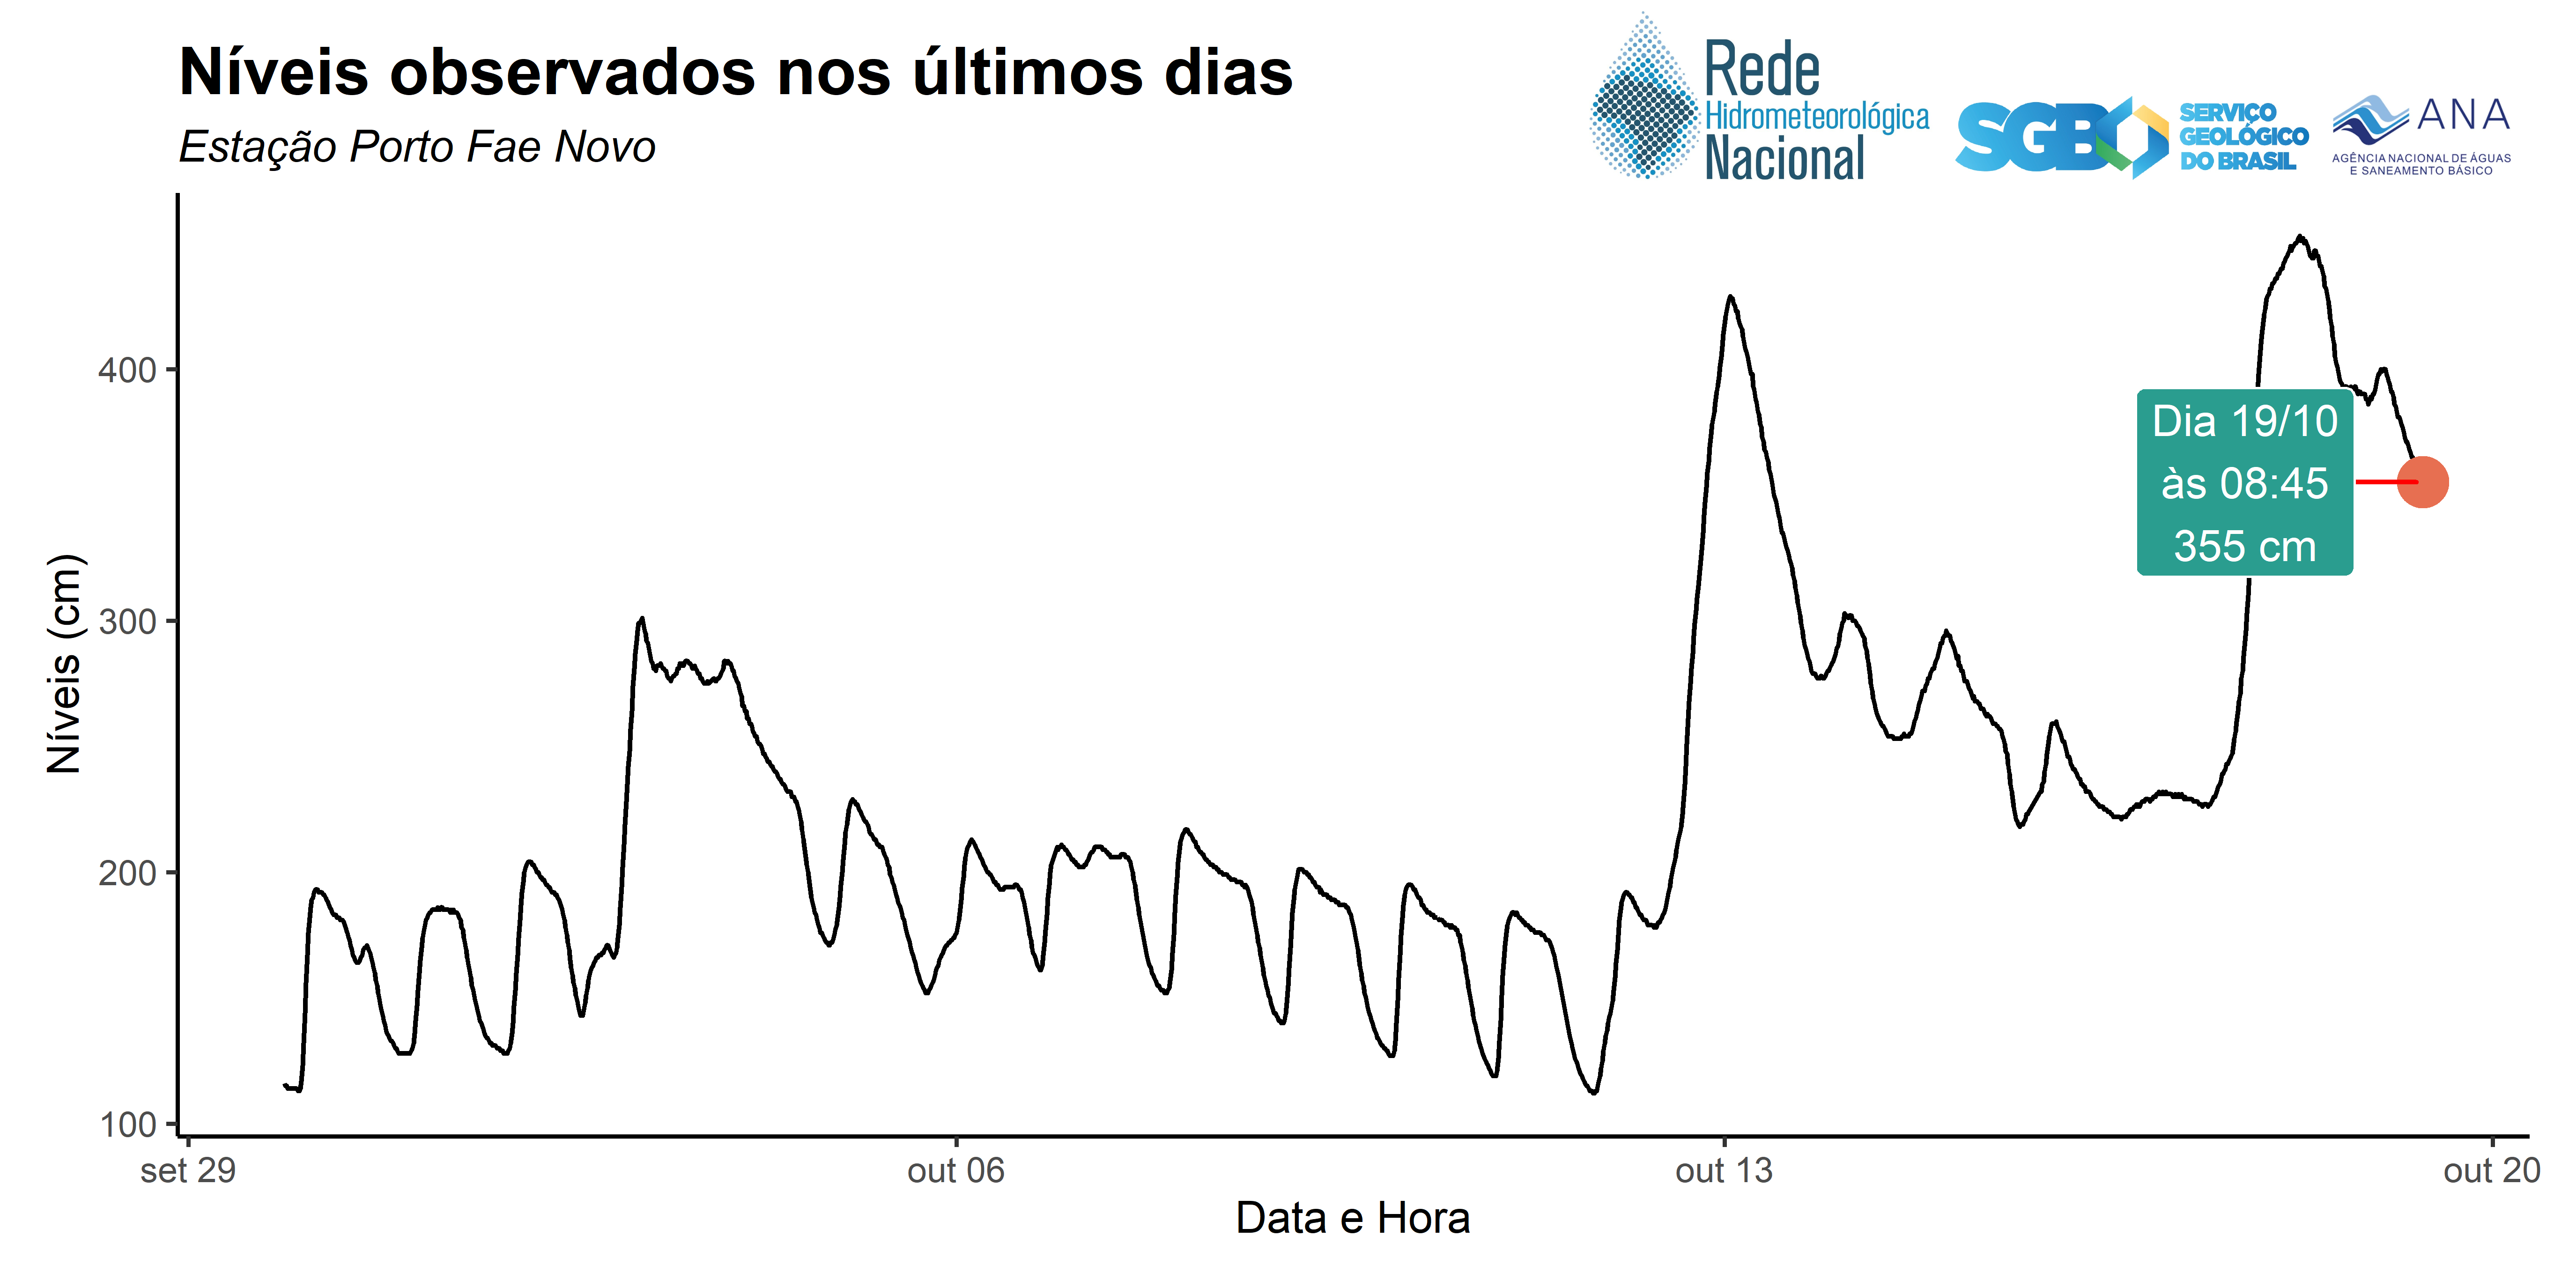 Níveis observados nos últimos dias
Estação Porto Fae Novo
Rede
Hidrometeorológica
Nacional
SGB
SERVIÇO
GEOLÓGICO
DO BRASIL
ANA
AGÊNCIA NACIONAL DE ÁGUAS
E SANEAMENTO BÁSICO
Níveis (cm)
400
300
200
100
Dia 19/10
às 08:45
355 cm
set 29
out 06
out 13
out 20
Data e Hora